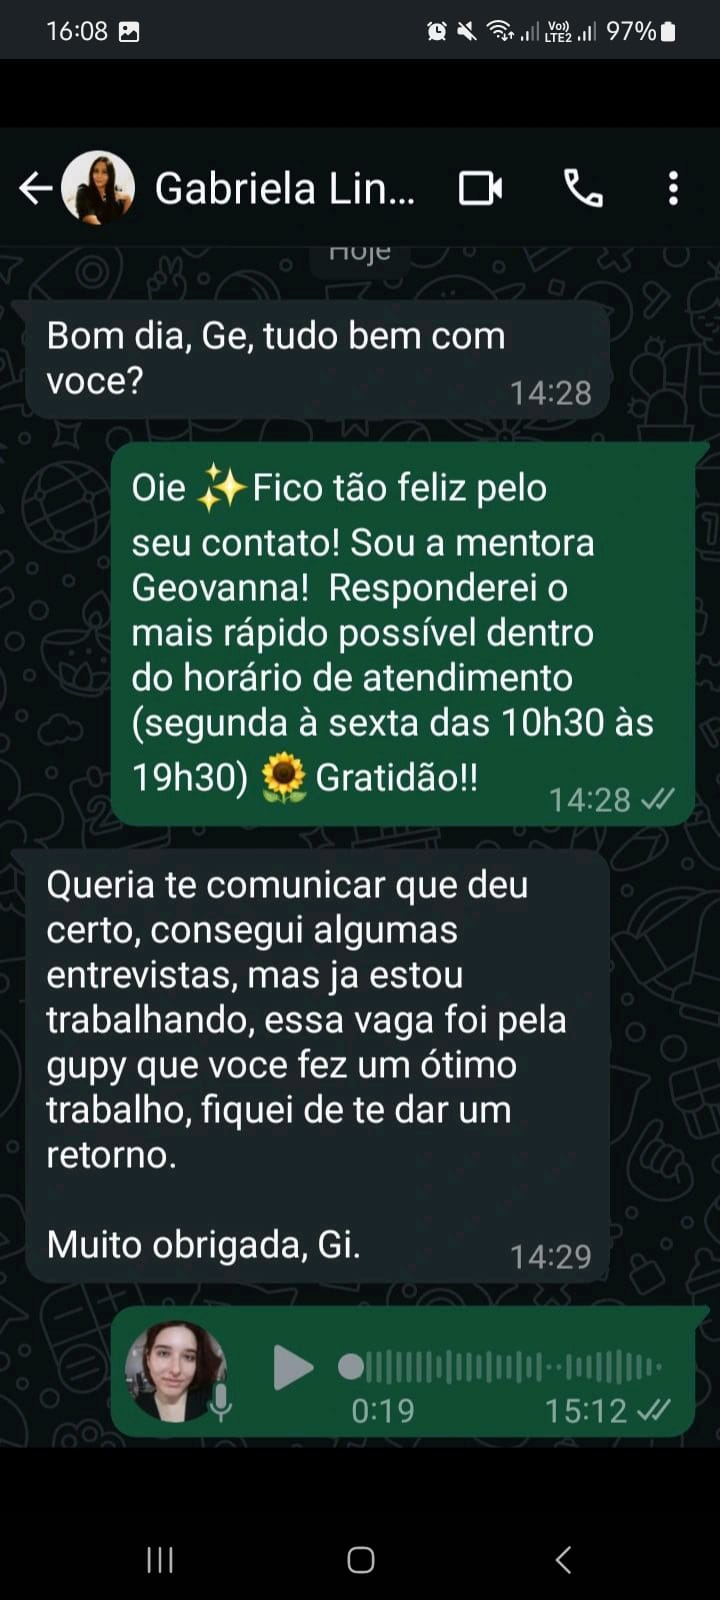 16:08
Vo))
LTE2
97%
Gabriela Lin...
Hoje
Bom dia, Ge, tudo bem com
voce?
14:28
Oie ✨Fico tão feliz pelo
seu contato! Sou a mentora
Geovanna!  Responderei o
mais rápido possível dentro
do horário de atendimento
(segunda à sexta das 10h30 às
19h30) 🌻 Gratidão!!
14:28
Queria te comunicar que deu
certo, consegui algumas
entrevistas, mas ja estou
trabalhando, essa vaga foi pela
gupy que voce fez um ótimo
trabalho, fiquei de te dar um
retorno.
Muito obrigada, Gi.
14:29
0:19
15:12